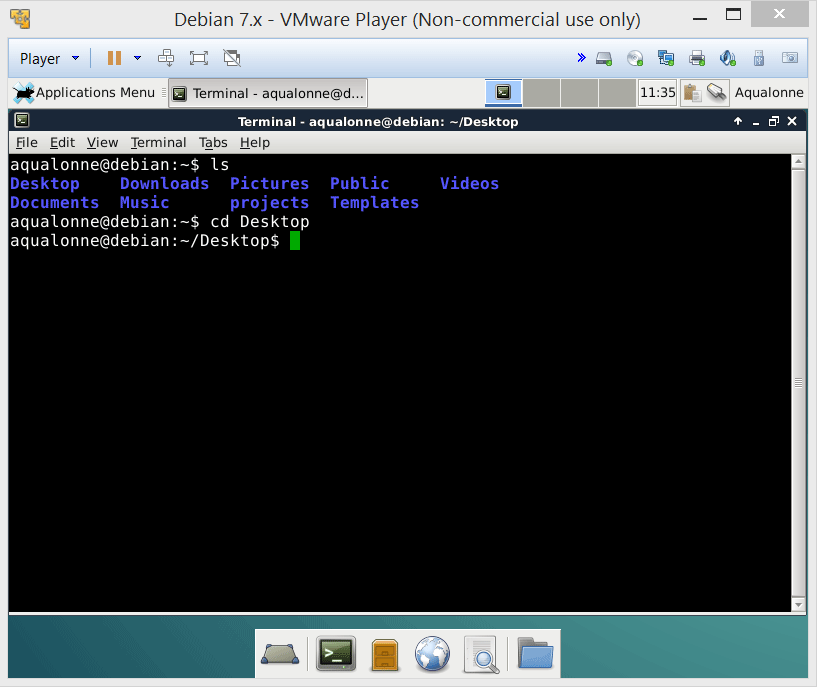 Debian 7.x - VMware Player (Non-commercial use only)
Player
Applications Menu Terminal - aqualonne@d... 11:35 Aqualonne
Terminal - aqualonne@debian: ~/Desktop
File Edit View Terminal Tabs Help
aqualonne@debian:~$ ls
Desktop Downloads Pictures Public Videos
Documents Music projects Templates
aqualonne@debian:~$ cd Desktop
aqualonne@debian:~/Desktop$